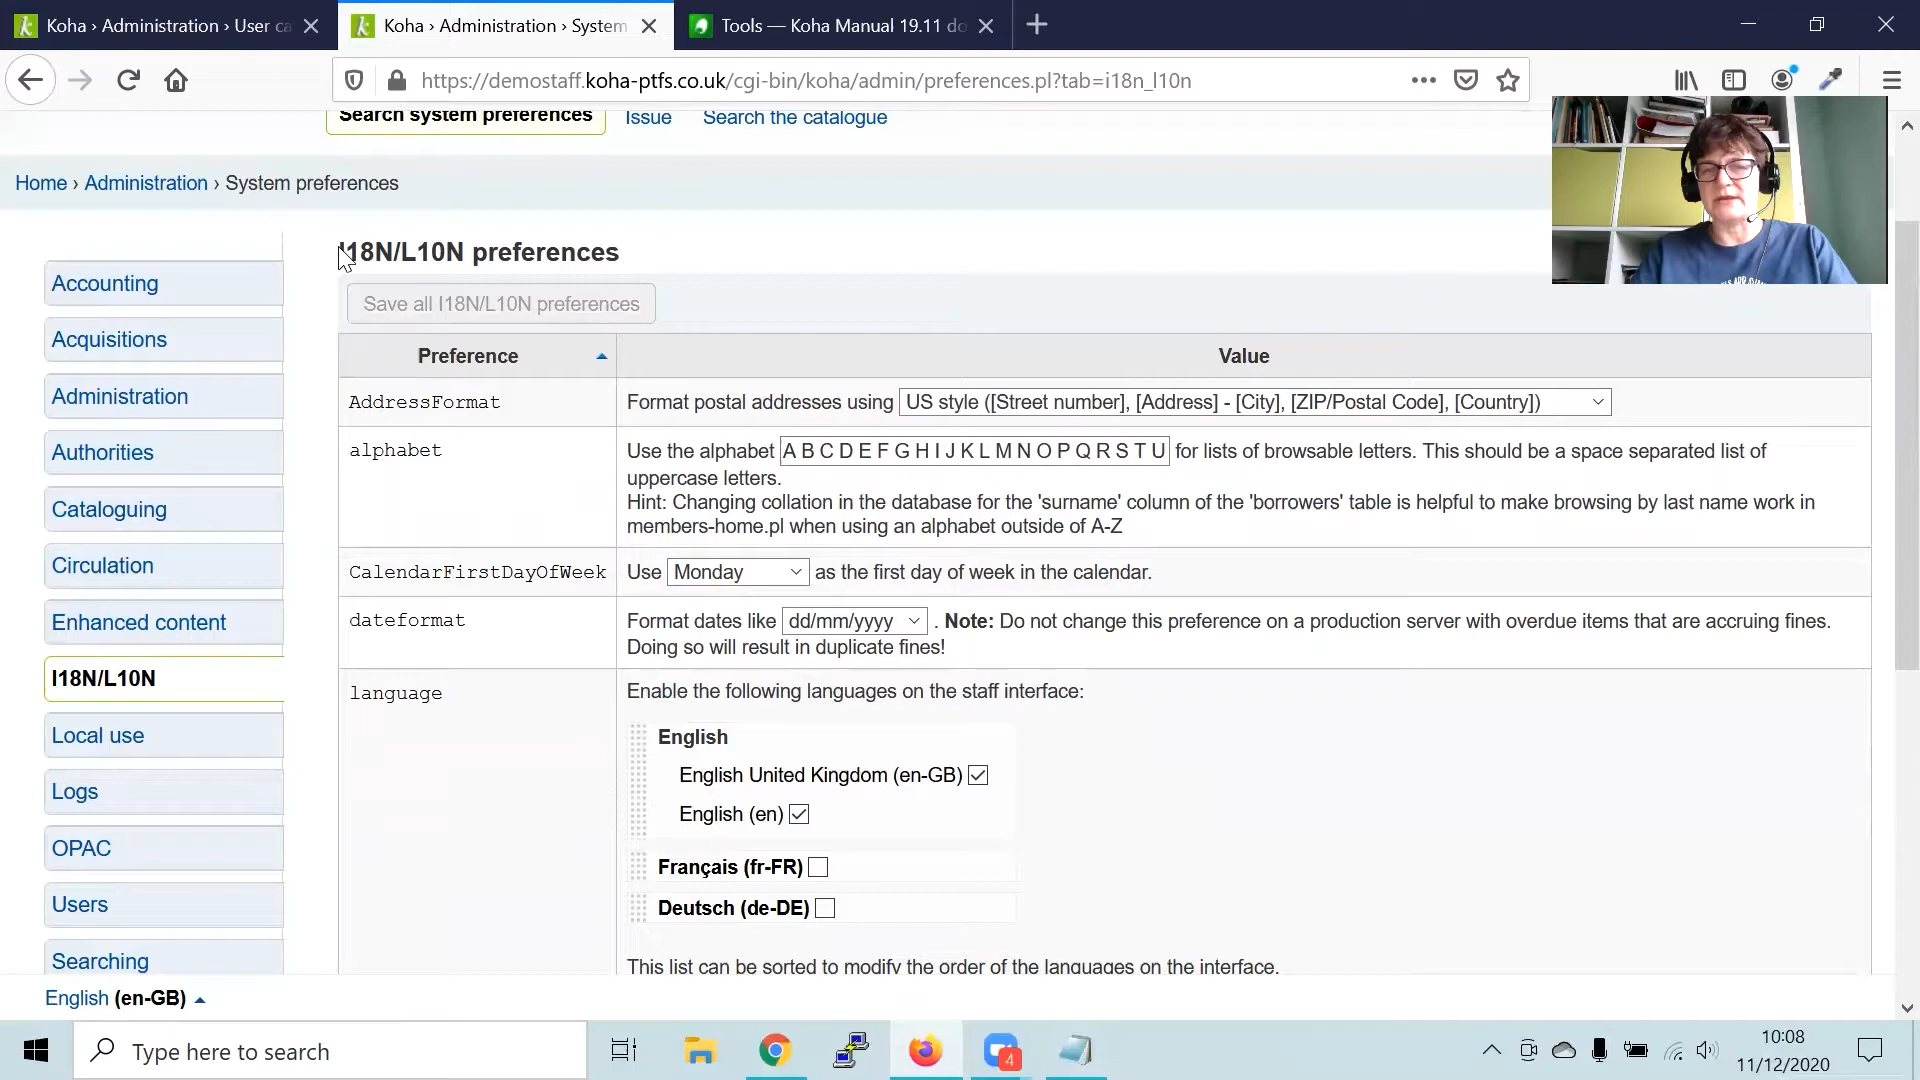 Koha › Administration › User ca
Koha › Administration › System
Tools — Koha Manual 19.11 do
https://demostaff.koha-ptfs.co.uk/cgi-bin/koha/admin/preferences.pl?tab=i18n_l10n
Search system preferences
Issue
Search the catalogue
Home › Administration › System preferences
I18N/L10N preferences
Save all I18N/L10N preferences
Accounting
Acquisitions
Administration
Authorities
Cataloguing
Circulation
Enhanced content
I18N/L10N
Local use
Logs
OPAC
Users
Searching
Preference
Value
AddressFormat
Format postal addresses using US style ([Street number], [Address] - [City], [ZIP/Postal Code], [Country])
alphabet
Use the alphabet A B C D E F G H I J K L M N O P Q R S T U for lists of browsable letters. This should be a space separated list of
uppercase letters.
Hint: Changing collation in the database for the 'surname' column of the 'borrowers' table is helpful to make browsing by last name work in
members-home.pl when using an alphabet outside of A-Z
CalendarFirstDayOfWeek
Use Monday as the first day of week in the calendar.
dateformat
Format dates like dd/mm/yyyy . Note: Do not change this preference on a production server with overdue items that are accruing fines.
Doing so will result in duplicate fines!
language
Enable the following languages on the staff interface:
English
English United Kingdom (en-GB)
English (en)
Français (fr-FR)
Deutsch (de-DE)
This list can be sorted to modify the order of the languages on the interface.
English (en-GB)
Type here to search
4
10:08
11/12/2020